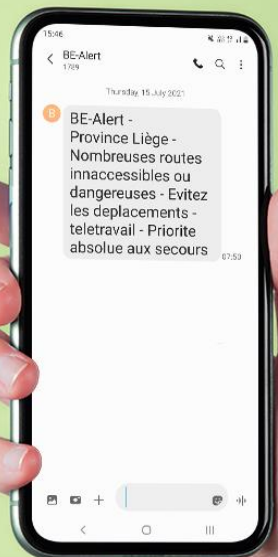 15:46
BE-Alert
1789
Thursday, 15 July 2021
B
BE-Alert -
Province Liège -
Nombreuses routes
innaccessibles ou
dangereuses - Evitez
les deplacements -
teletravail - Priorite
absolue aux secours
07:50